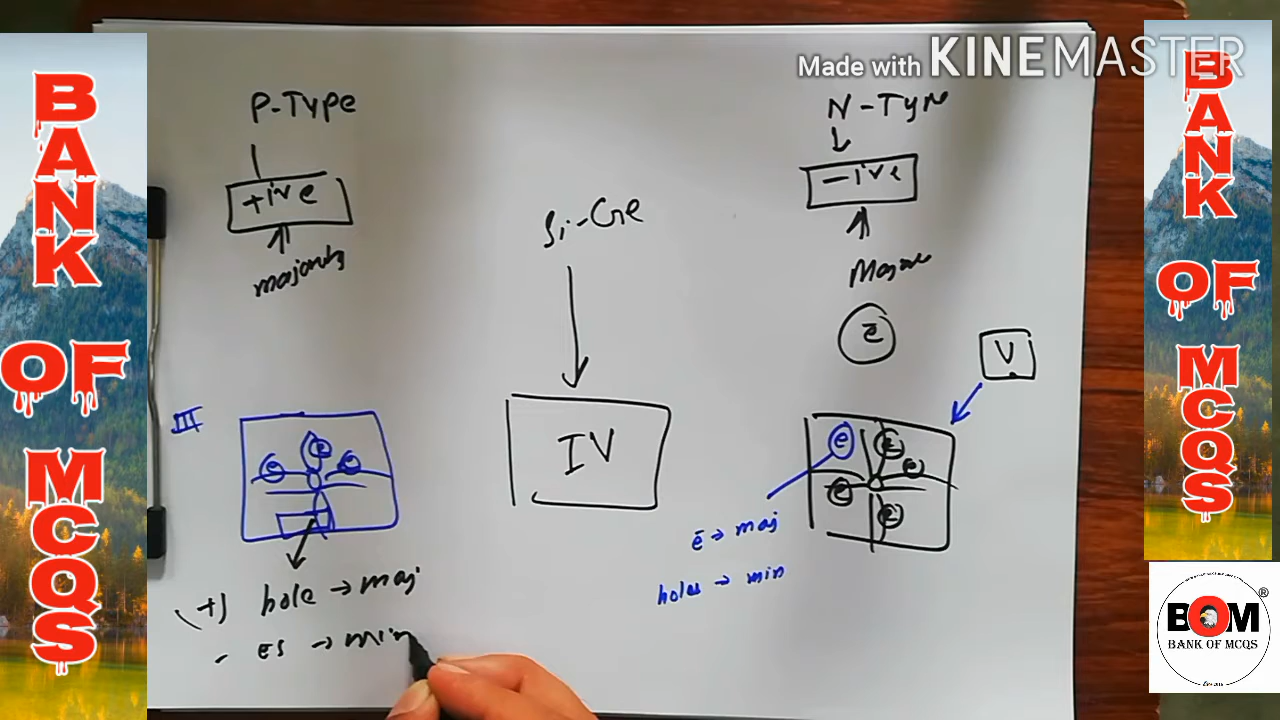 Made with KINEMASTER
BANK OF MCQS
BANK OF MCQS
P-Type
+ive
majority
Si-Ge
IV
N-Type
-ive
e
V
III
e
e
e
e
e
e
e
e
(+) hole → maj
- es → min
ē → maj
holes → min
BOM ®
BANK OF MCQS